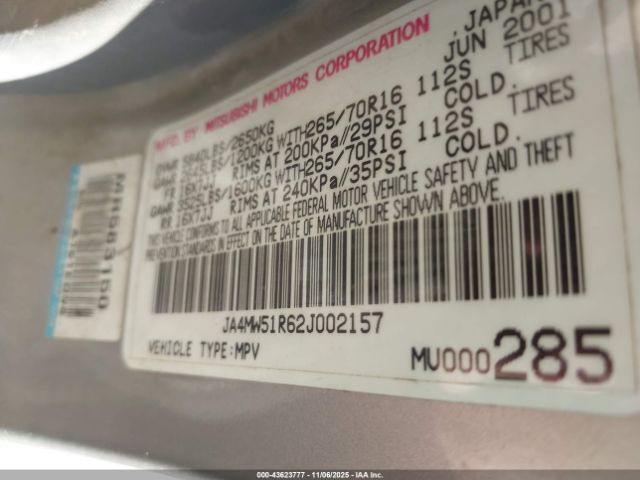 MFD. BY MITSUBISHI MOTORS CORPORATION JAPAN
JUN 2001
GVWR 5840LBS/2650KG
GAWR 2645LBS/1200KG WITH265/70R16 112S TIRES
FR 16X7JJ RIMS AT 200KPa//29PSI COLD.
GAWR 3525LBS/1600KG WITH265/70R16 112S TIRES
RR 16X7JJ RIMS AT 240KPa//35PSI COLD.
THIS VEHICLE CONFORMS TO ALL APPLICABLE FEDERAL MOTOR VEHICLE SAFETY AND THEFT
PREVENTION STANDARDS IN EFFECT ON THE DATE OF MANUFACTURE SHOWN ABOVE.
JA4MW51R62J002157
VEHICLE TYPE:MPV
MU000285
000-43623777 - 11/06/2025 - IAA LLC.